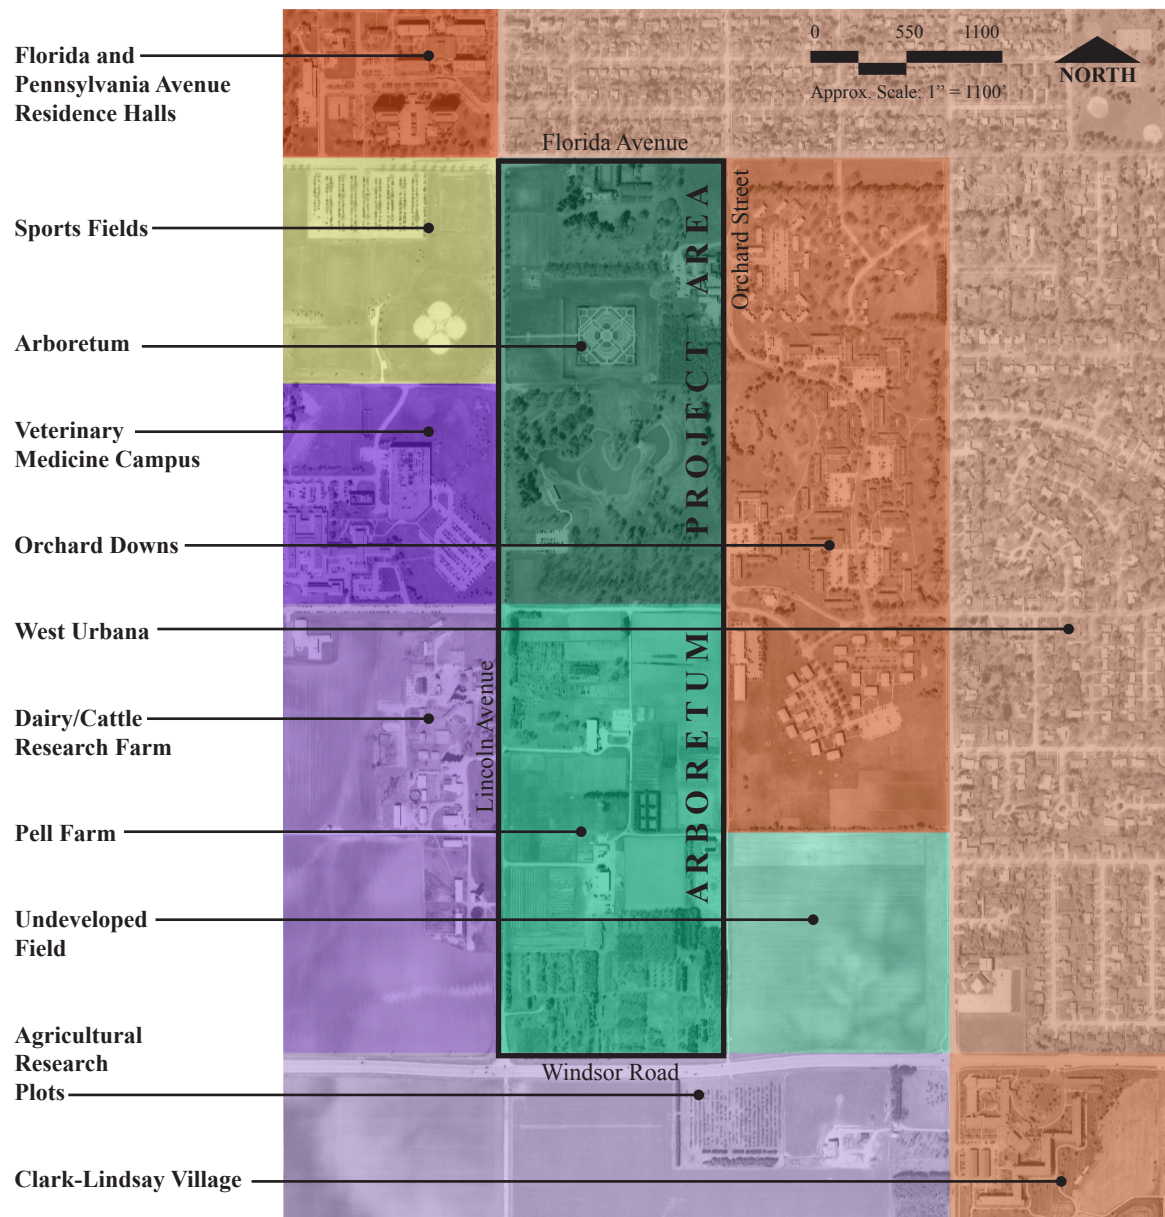 Florida and
Pennsylvania Avenue
Residence Halls
0 550 1100
NORTH
Approx. Scale: 1” = 1100’
Florida Avenue
Sports Fields
Orchard Street
Arboretum
Veterinary
Medicine Campus
Orchard Downs
West Urbana
ARBORETUM PROJECT AREA
Lincoln Avenue
Dairy/Cattle
Research Farm
Pell Farm
Undeveloped
Field
Agricultural
Research
Plots
Windsor Road
Clark-Lindsay Village